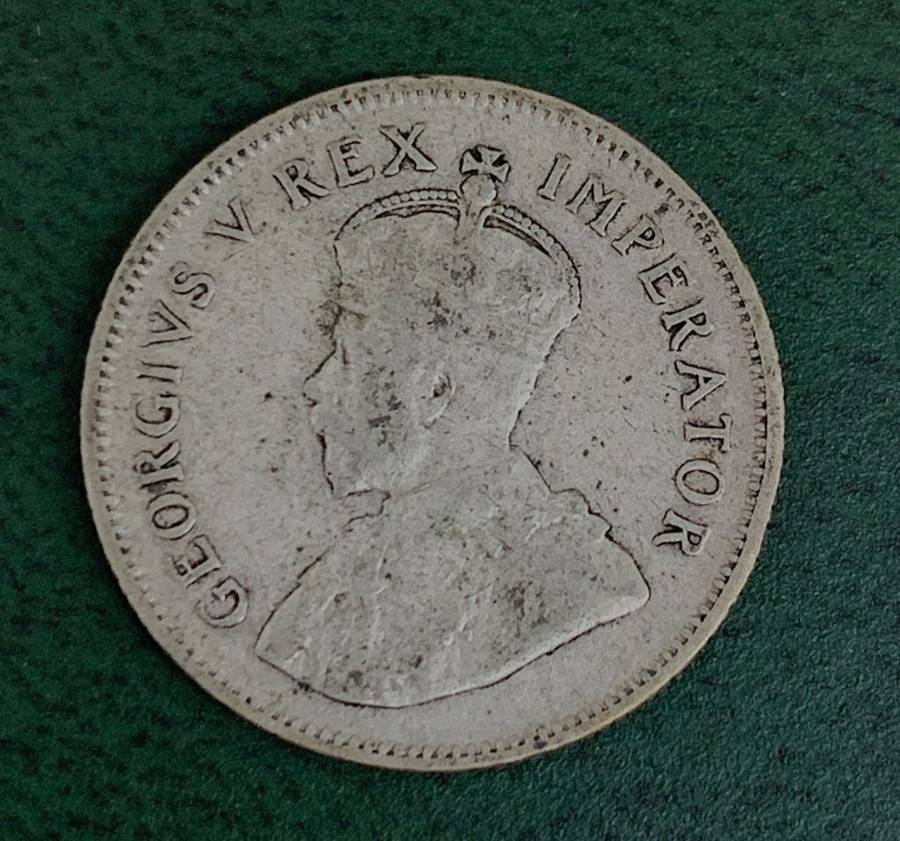 GEORGIVS V REX IMPERATOR